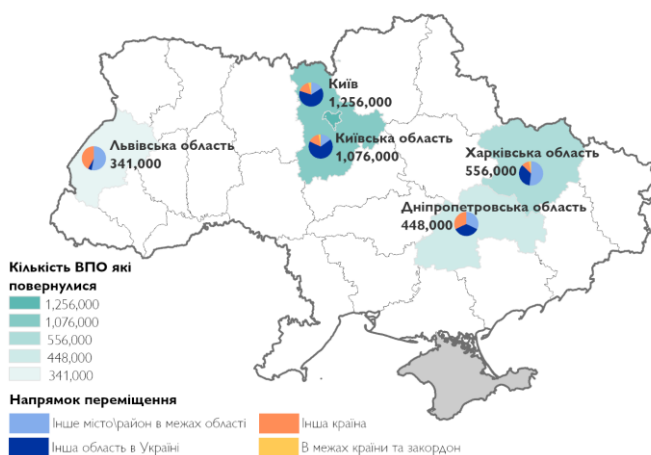 Київ
1,256,000
Львівська область
341,000
Київська область
1,076,000
Харківська область
556,000
Дніпропетровська область
448,000
Кількість ВПО які
повернулися
1,256,000
1,076,000
556,000
448,000
341,000
Напрямок переміщення
Інше місто\район в межах області
Інша країна
Інша область в Україні
В межах країни та закордон